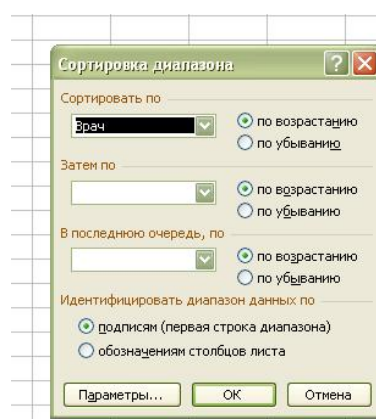 Сортировка диапазона
Сортировать по
Врач
по возрастанию
по убыванию
Затем по
по возрастанию
по убыванию
В последнюю очередь, по
по возрастанию
по убыванию
Идентифицировать диапазон данных по
подписям (первая строка диапазона)
обозначениям столбцов листа
Параметры... ОК Отмена